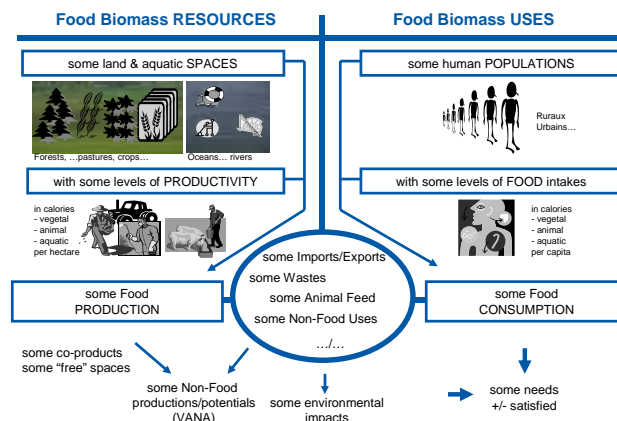 Food Biomass RESOURCES
Food Biomass USES
some land & aquatic SPACES
some human POPULATIONS
Ruraux
Urbains…
Forests, …pastures, crops…
Oceans… rivers
with some levels of PRODUCTIVITY
with some levels of FOOD intakes
in calories
- vegetal
- animal
- aquatic
per hectare
in calories
- vegetal
- animal
- aquatic
per capita
some Imports/Exports
some Wastes
some Animal Feed
some Non-Food Uses
…/…
some Food
PRODUCTION
some Food
CONSUMPTION
some co-products
some “free” spaces
some Non-Food
productions/potentials
(VANA)
some environmental
impacts
some needs
+/- satisfied